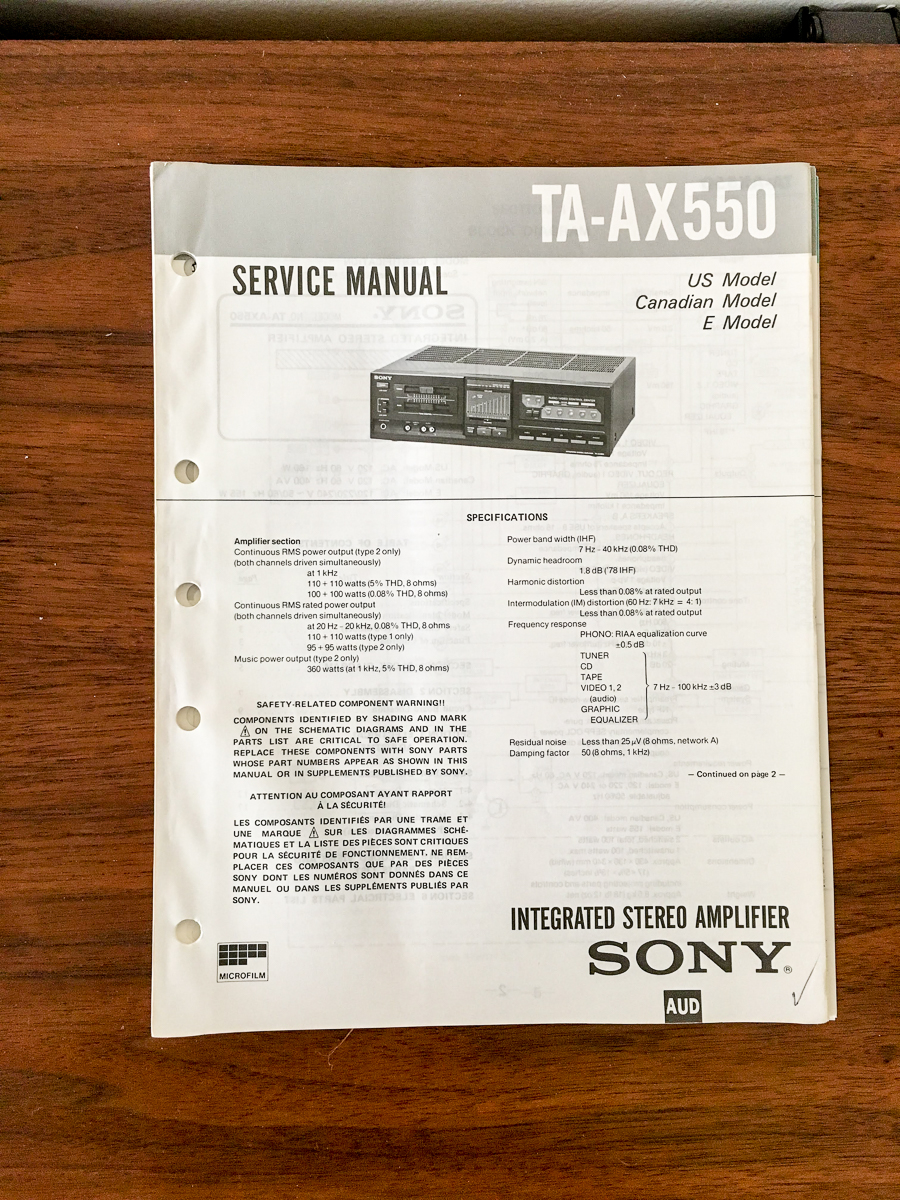 TA-AX550
SERVICE MANUAL
US Model
Canadian Model
E Model
SONY
SPECIFICATIONS
Amplifier section
Continuous RMS power output (type 2 only)
(both channels driven simultaneously)
at 1 kHz
110 + 110 watts (5% THD, 8 ohms)
100 + 100 watts (0.08% THD, 8 ohms)
Continuous RMS rated power output
(both channels driven simultaneously)
at 20 Hz – 20 kHz, 0.08% THD, 8 ohms
110 + 110 watts (type 1 only)
95 + 95 watts (type 2 only)
Music power output (type 2 only)
360 watts (at 1 kHz, 5% THD, 8 ohms)
SAFETY-RELATED COMPONENT WARNING!!
COMPONENTS IDENTIFIED BY SHADING AND MARK
⚠ ON THE SCHEMATIC DIAGRAMS AND IN THE
PARTS LIST ARE CRITICAL TO SAFE OPERATION.
REPLACE THESE COMPONENTS WITH SONY PARTS
WHOSE PART NUMBERS APPEAR AS SHOWN IN THIS
MANUAL OR IN SUPPLEMENTS PUBLISHED BY SONY.
ATTENTION AU COMPOSANT AYANT RAPPORT
À LA SÉCURITÉ!
LES COMPOSANTS IDENTIFIÉS PAR UNE TRAME ET
UNE MARQUE ⚠ SUR LES DIAGRAMMES SCHÉ-
MATIQUES ET LA LISTE DES PIÈCES SONT CRITIQUES
POUR LA SÉCURITÉ DE FONCTIONNEMENT. NE REM-
PLACER CES COMPOSANTS QUE PAR DES PIÈCES
SONY DONT LES NUMÉROS SONT DONNÉS DANS CE
MANUEL OU DANS LES SUPPLÉMENTS PUBLIÉS PAR
SONY.
Power band width (IHF)
7 Hz – 40 kHz (0.08% THD)
Dynamic headroom
1.8 dB ('78 IHF)
Harmonic distortion
Less than 0.08% at rated output
Intermodulation (IM) distortion (60 Hz: 7 kHz = 4: 1)
Less than 0.08% at rated output
Frequency response
PHONO: RIAA equalization curve
±0.5 dB
TUNER
CD
TAPE
VIDEO 1, 2 7 Hz – 100 kHz ±3 dB
(audio)
GRAPHIC
EQUALIZER
Residual noise Less than 25 μV (8 ohms, network A)
Damping factor 50 (8 ohms, 1 kHz)
— Continued on page 2 —
MICROFILM
INTEGRATED STEREO AMPLIFIER
SONY®
AUD